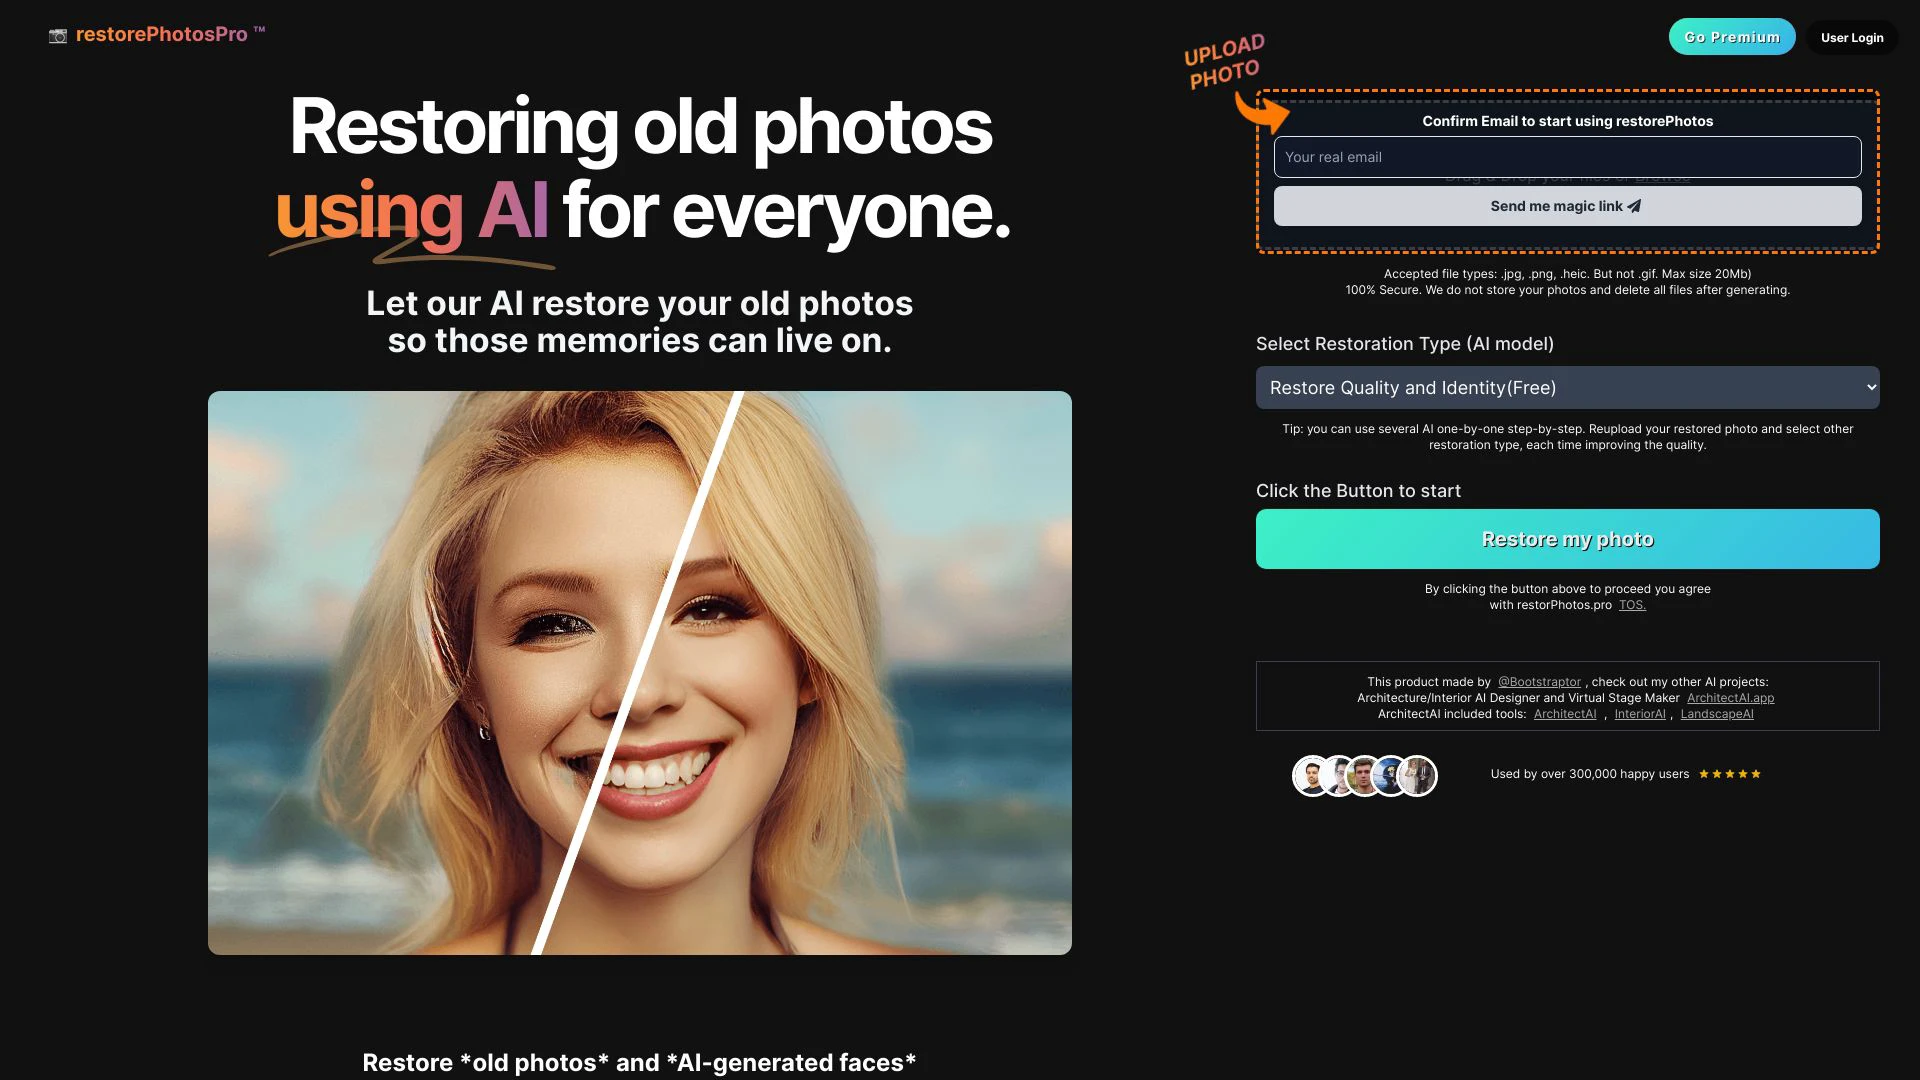 restorePhotosPro ™
Go Premium
User Login
UPLOAD
PHOTO
Restoring old photos
using AI for everyone.
Let our AI restore your old photos
so those memories can live on.
Confirm Email to start using restorePhotos
Your real email
Drag & Drop your files or Browse
Send me magic link
Accepted file types: .jpg, .png, .heic. But not .gif. Max size 20Mb)
100% Secure. We do not store your photos and delete all files after generating.
Select Restoration Type (AI model)
Restore Quality and Identity(Free)
Tip: you can use several AI one-by-one step-by-step. Reupload your restored photo and select other
restoration type, each time improving the quality.
Click the Button to start
Restore my photo
By clicking the button above to proceed you agree
with restorPhotos.pro TOS.
This product made by @Bootstraptor , check out my other AI projects:
Architecture/Interior AI Designer and Virtual Stage Maker ArchitectAI.app
ArchitectAI included tools: ArchitectAI , InteriorAI , LandscapeAI
Used by over 300,000 happy users
Restore *old photos* and *AI-generated faces*